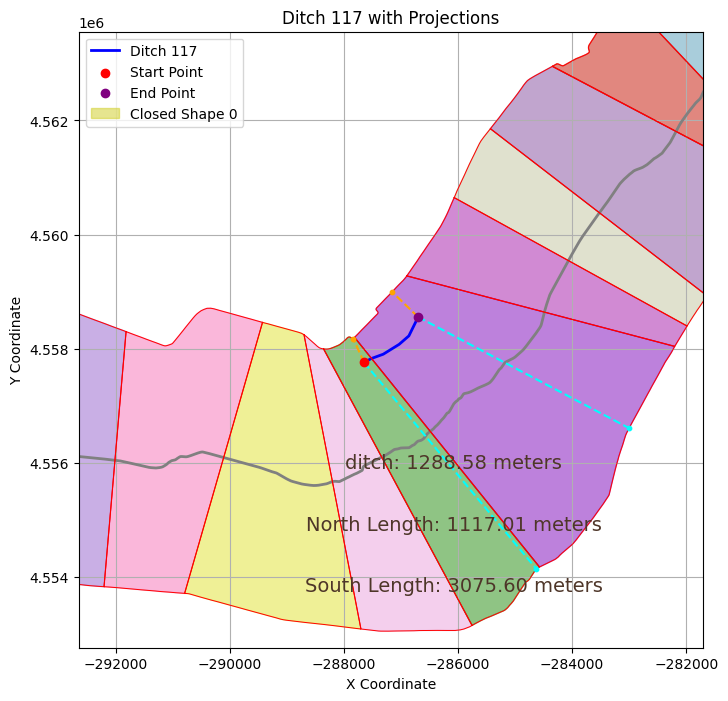 Ditch 117 with Projections
1e6
Ditch 117
Start Point
End Point
Closed Shape 0
4.562
4.560
4.558
4.556
4.554
Y Coordinate
ditch: 1288.58 meters
North Length: 1117.01 meters
South Length: 3075.60 meters
−292000 −290000 −288000 −286000 −284000 −282000
X Coordinate